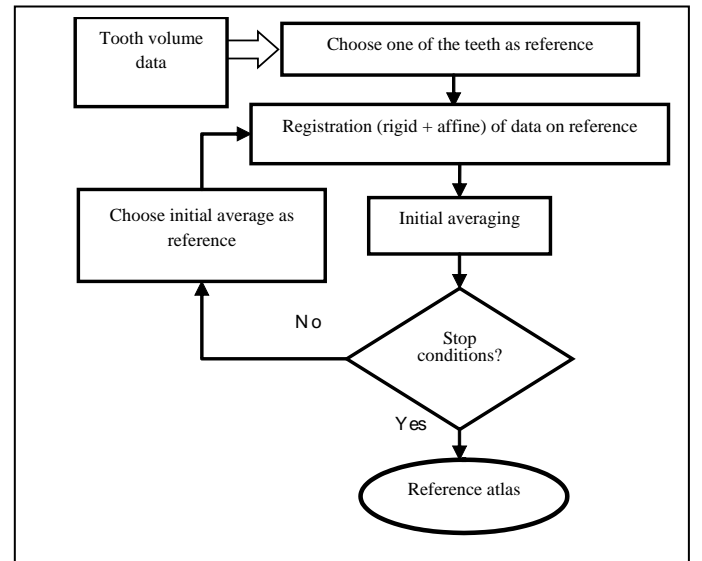 Tooth volume
data
Choose one of the teeth as reference
Registration (rigid + affine) of data on reference
Choose initial average as
reference
Initial averaging
Stop
conditions?
No
Yes
Reference atlas